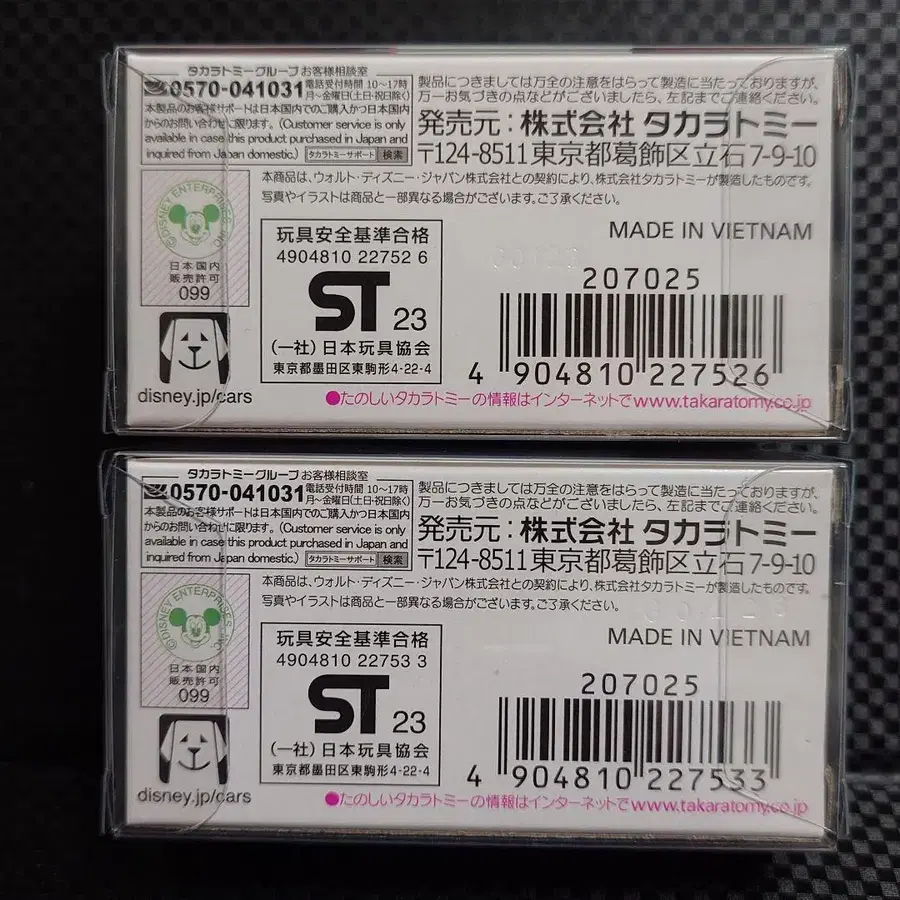 タカラトミーグループ お客様相談室
0570-041031 電話受付時間 10〜17時
月〜金曜日(土日・祝日除く)
本製品のお客様サポートは日本国内でのご購入かつ日本国内
からのお問い合わせに限ります。(Customer service is only
available in case this product purchased in Japan and
inquired from Japan domestic.) タカラトミーサポート 検索
製品につきましては万全の注意をはらって製造に当たっておりますが、
万一お気づきの点などがございましたら、左記までご連絡ください。
発売元:株式会社 タカラトミー
〒124-8511 東京都葛飾区立石7-9-10
本商品は、ウォルト・ディズニー・ジャパン株式会社との契約により、株式会社タカラトミーが製造したものです。
写真やイラストは商品と一部異なる場合がございます。ご了承ください。
©DISNEY ENTERPRISES, INC.
日本国内
販売許可
099
disney.jp/cars
玩具安全基準合格
4904810 22752 6
ST 23
(一社)日本玩具協会
東京都墨田区東駒形4-22-4
MADE IN VIETNAM
207025
4 904810 227526
●たのしいタカラトミーの情報はインターネットで www.takaratomy.co.jp
タカラトミーグループ お客様相談室
0570-041031 電話受付時間 10〜17時
月〜金曜日(土日・祝日除く)
本製品のお客様サポートは日本国内でのご購入かつ日本国内
からのお問い合わせに限ります。(Customer service is only
available in case this product purchased in Japan and
inquired from Japan domestic.) タカラトミーサポート 検索
製品につきましては万全の注意をはらって製造に当たっておりますが、
万一お気づきの点などがございましたら、左記までご連絡ください。
発売元:株式会社 タカラトミー
〒124-8511 東京都葛飾区立石7-9-10
本商品は、ウォルト・ディズニー・ジャパン株式会社との契約により、株式会社タカラトミーが製造したものです。
写真やイラストは商品と一部異なる場合がございます。ご了承ください。
©DISNEY ENTERPRISES, INC.
日本国内
販売許可
099
disney.jp/cars
玩具安全基準合格
4904810 22753 3
ST 23
(一社)日本玩具協会
東京都墨田区東駒形4-22-4
MADE IN VIETNAM
207025
4 904810 227533
●たのしいタカラトミーの情報はインターネットで www.takaratomy.co.jp